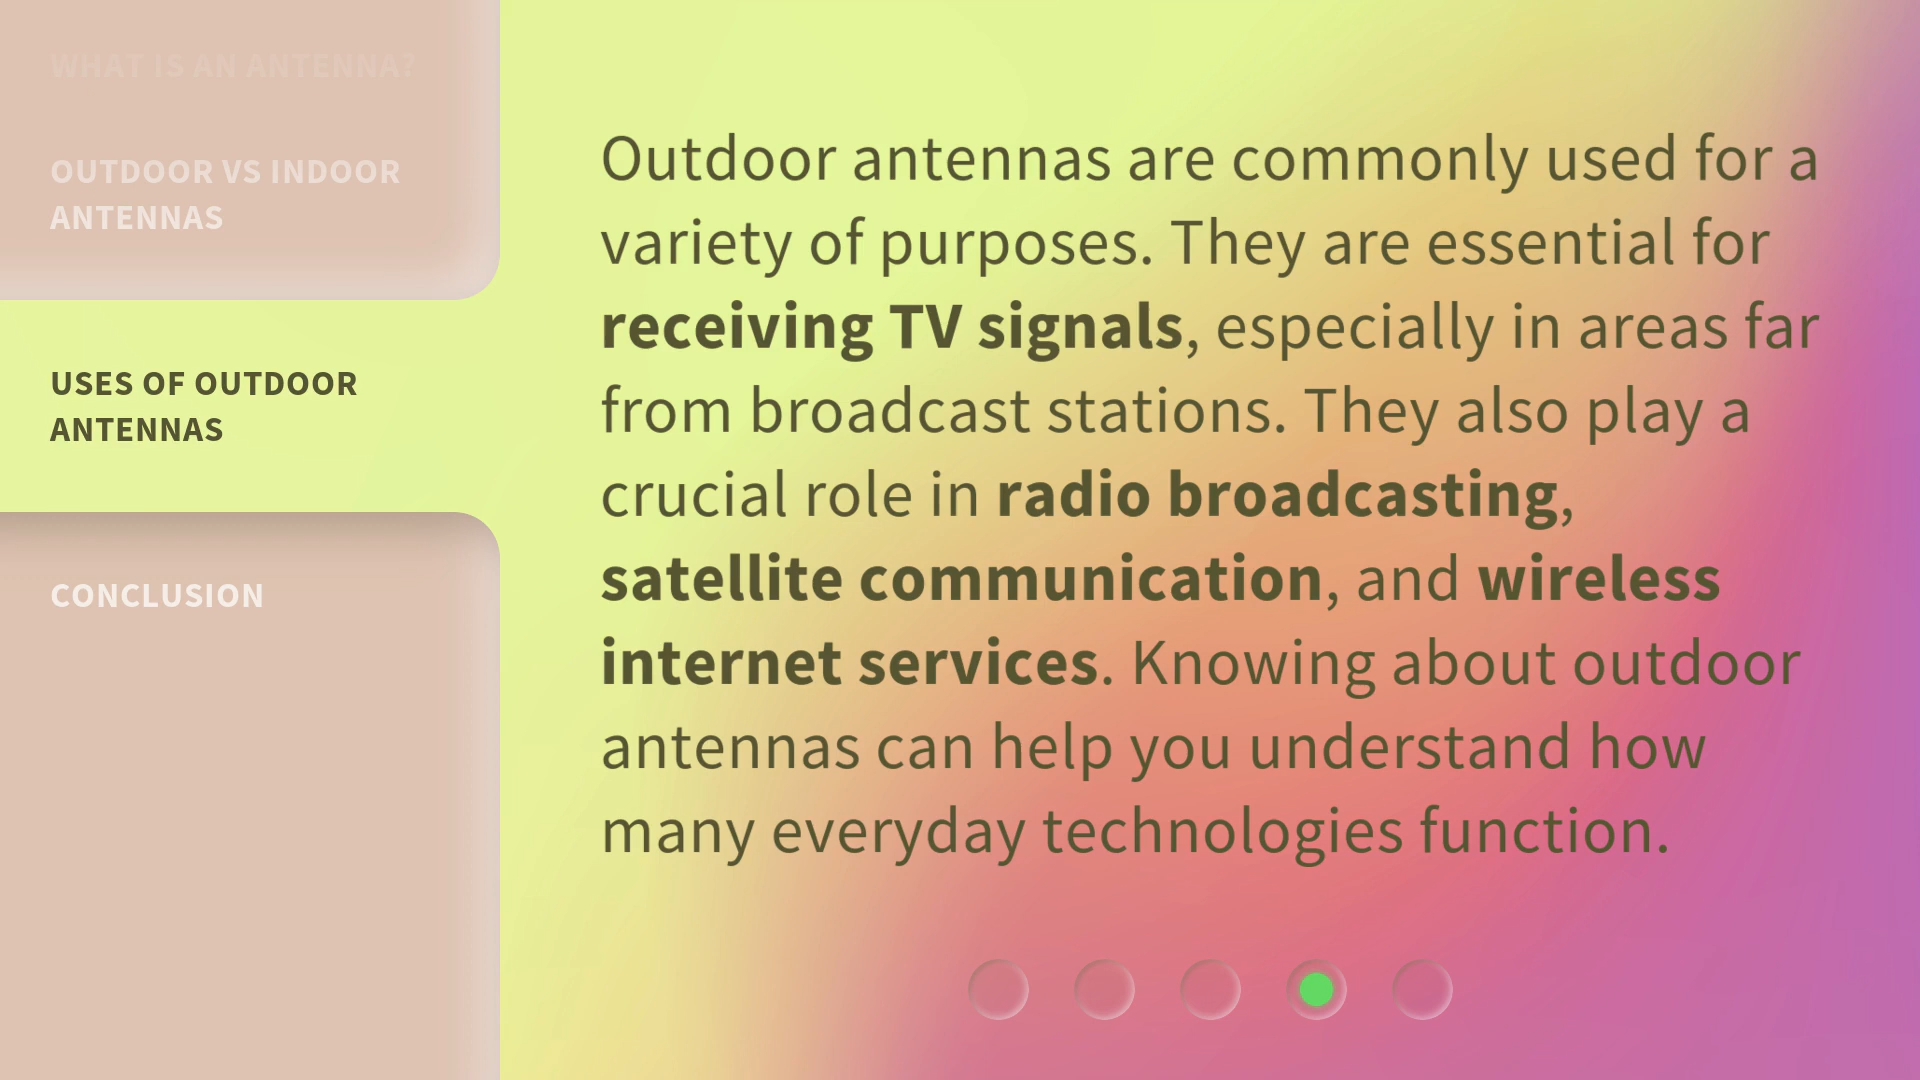 WHAT IS AN ANTENNA?
OUTDOOR VS INDOOR
ANTENNAS
USES OF OUTDOOR
ANTENNAS
CONCLUSION
Outdoor antennas are commonly used for a
variety of purposes. They are essential for
receiving TV signals, especially in areas far
from broadcast stations. They also play a
crucial role in radio broadcasting,
satellite communication, and wireless
internet services. Knowing about outdoor
antennas can help you understand how
many everyday technologies function.